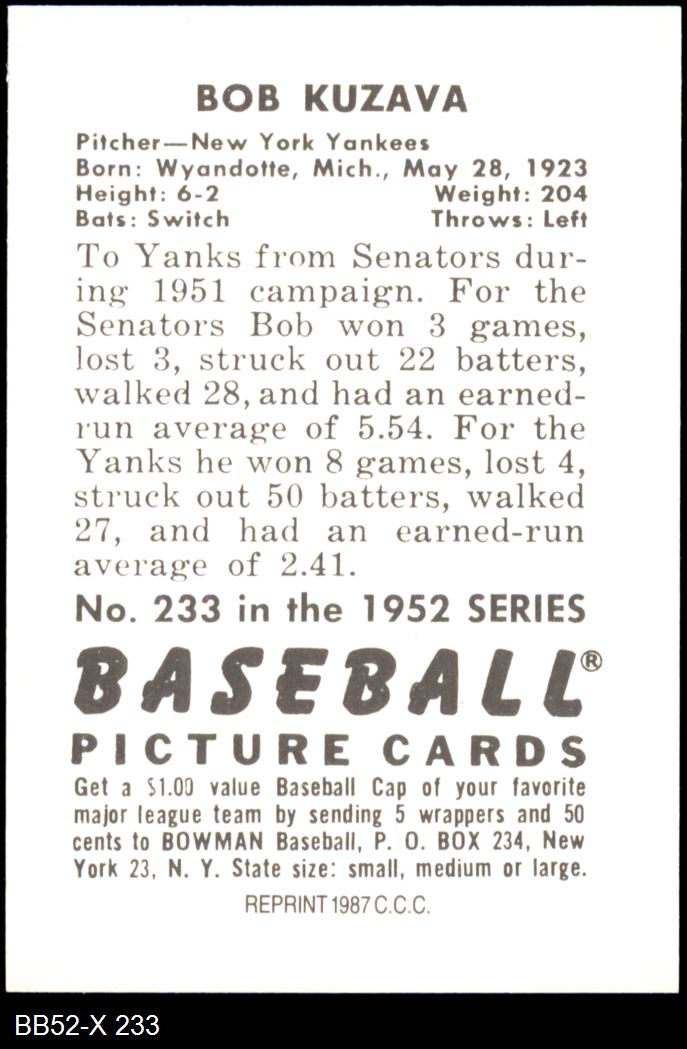 BOB KUZAVA
Pitcher—New York Yankees
Born: Wyandotte, Mich., May 28, 1923
Height: 6-2 Weight: 204
Bats: Switch Throws: Left
To Yanks from Senators dur-
ing 1951 campaign. For the
Senators Bob won 3 games,
lost 3, struck out 22 batters,
walked 28, and had an earned-
run average of 5.54. For the
Yanks he won 8 games, lost 4,
struck out 50 batters, walked
27, and had an earned-run
average of 2.41.
No. 233 in the 1952 SERIES
BASEBALL®
PICTURE CARDS
Get a $1.00 value Baseball Cap of your favorite
major league team by sending 5 wrappers and 50
cents to BOWMAN Baseball, P. O. BOX 234, New
York 23, N. Y. State size: small, medium or large.
REPRINT 1987 C.C.C.
BB52-X 233